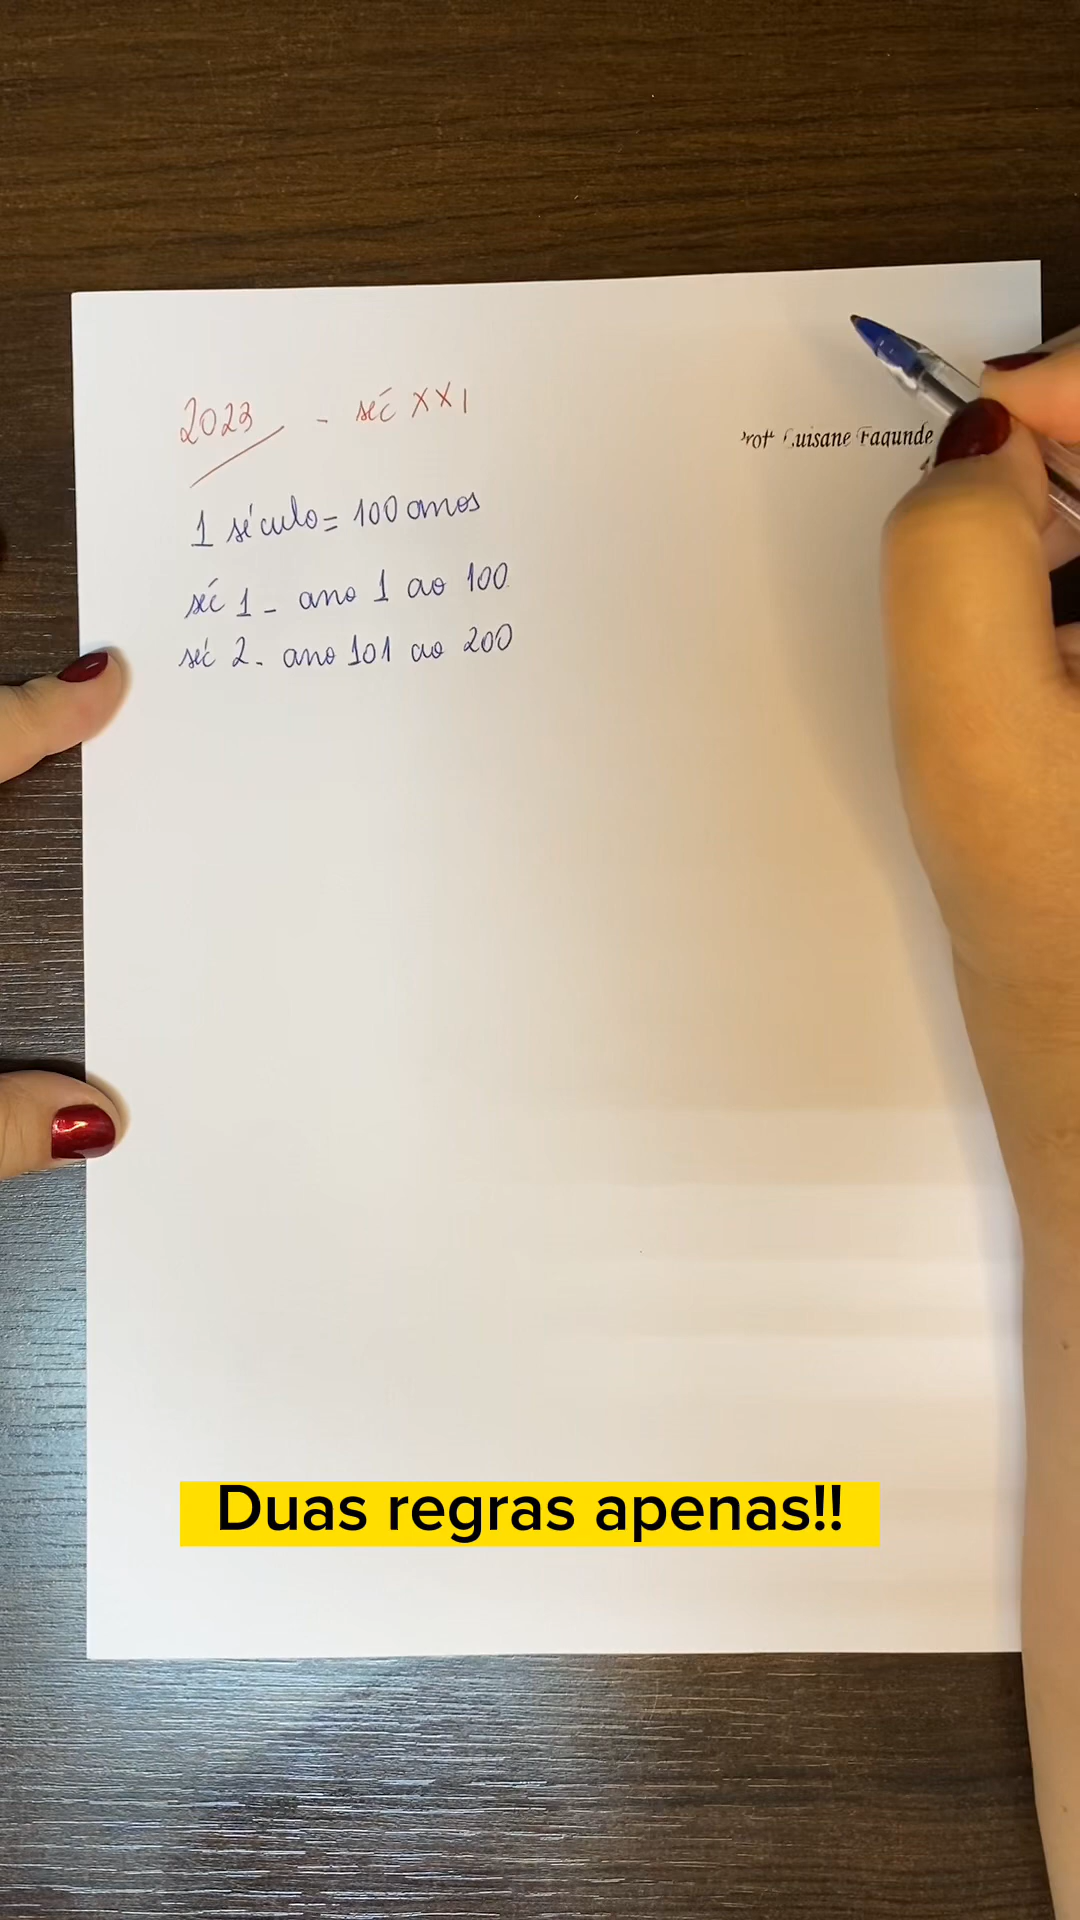 2023 - séc XXI
Luisane Fagunde
1 século = 100 anos
séc 1 - ano 1 ao 100
séc 2 - ano 101 ao 200
Duas regras apenas!!